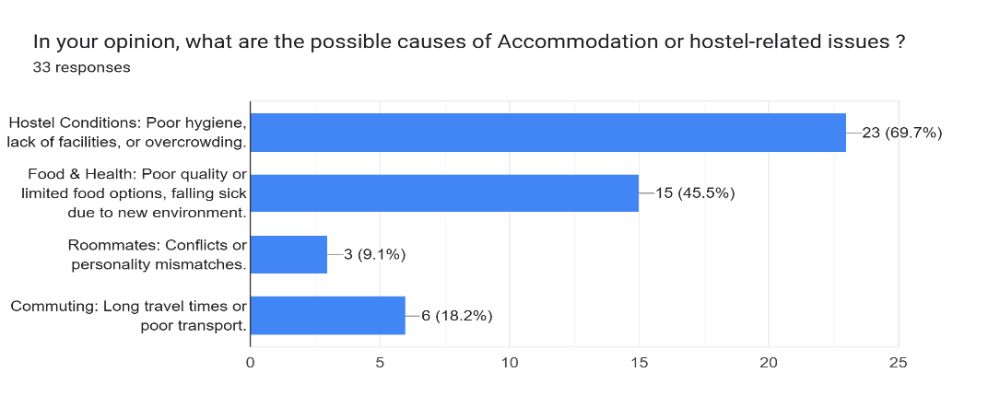 In your opinion, what are the possible causes of Accommodation or hostel-related issues ?
33 responses
Hostel Conditions: Poor hygiene,
lack of facilities, or overcrowding.
23 (69.7%)
Food & Health: Poor quality or
limited food options, falling sick
due to new environment.
15 (45.5%)
Roommates: Conflicts or
personality mismatches.
3 (9.1%)
Commuting: Long travel times or
poor transport.
6 (18.2%)
0 5 10 15 20 25